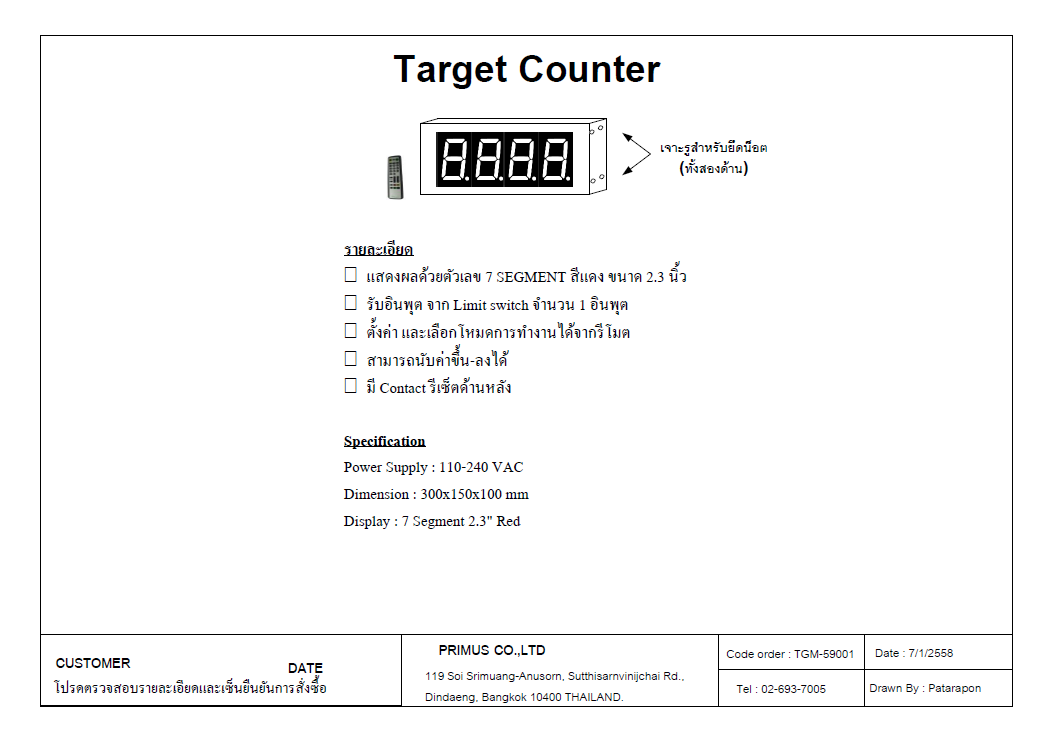 Target Counter
เจาะรูสำหรับยึดน็อต
(ทั้งสองด้าน)
รายละเอียด
แสดงผลด้วยตัวเลข 7 SEGMENT สีแดง ขนาด 2.3 นิ้ว
รับอินพุต จาก Limit switch จำนวน 1 อินพุต
ตั้งค่า และเลือกโหมดการทำงานได้จากรีโมต
สามารถนับค่าขึ้น-ลงได้
มี Contact รีเซ็ตด้านหลัง
Specification
Power Supply : 110-240 VAC
Dimension : 300x150x100 mm
Display : 7 Segment 2.3" Red
CUSTOMER
DATE
โปรดตรวจสอบรายละเอียดและเซ็นยืนยันการสั่งซื้อ
PRIMUS CO.,LTD
119 Soi Srimuang-Anusorn, Sutthisarnvinijchai Rd.,
Dindaeng, Bangkok 10400 THAILAND.
Code order : TGM-59001
Date : 7/1/2558
Tel : 02-693-7005
Drawn By : Patarapon